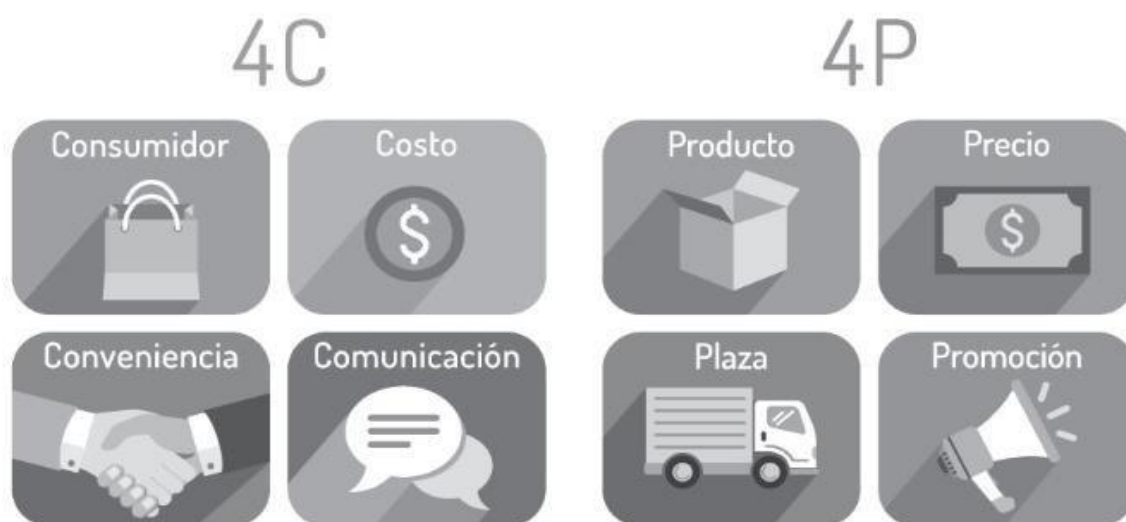 4C
4P
Consumidor
Costo
Producto
Precio
$
$
Conveniencia
Comunicación
Plaza
Promoción